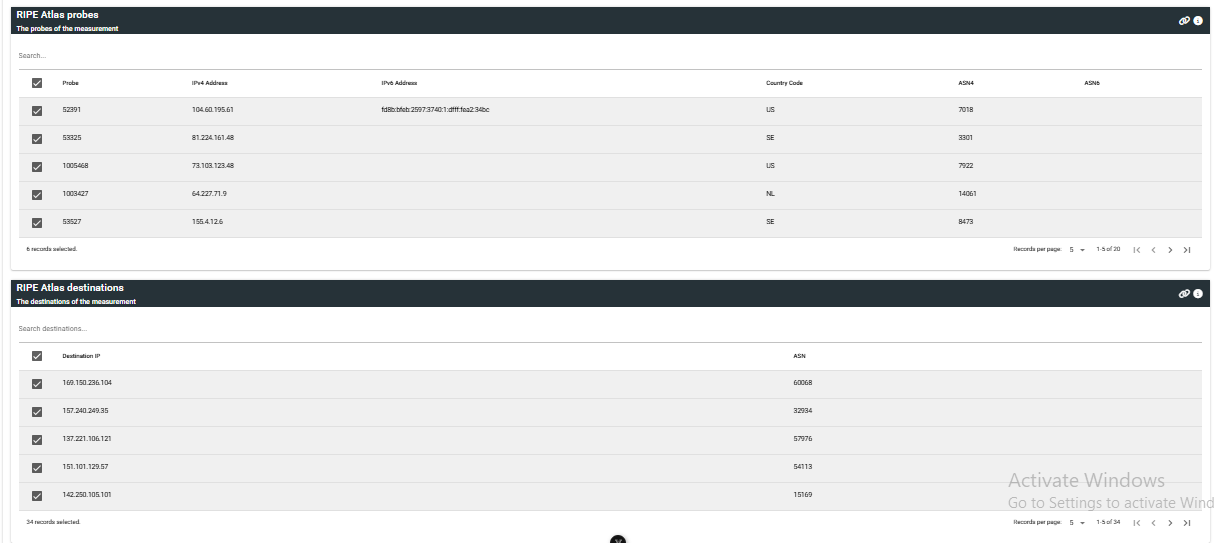 RIPE Atlas probes
The probes of the measurement
Search...
Probe IPv4 Address IPv6 Address Country Code ASN4 ASN6
52391 104.60.195.61 fd8b:bfeb:2597:3740:1:dfff:fea2:34bc US 7018
53325 81.224.161.48 SE 3301
1005468 73.103.123.48 US 7922
1003427 64.227.71.9 NL 14061
53527 155.4.12.6 SE 8473
6 records selected. Records per page: 5 1-5 of 20
RIPE Atlas destinations
The destinations of the measurement
Search destinations...
Destination IP ASN
169.150.236.104 60068
157.240.249.35 32934
137.221.106.121 57976
151.101.129.57 54113
142.250.105.101 15169
Activate Windows
Go to Settings to activate Wind
34 records selected. Records per page: 5 1-5 of 34